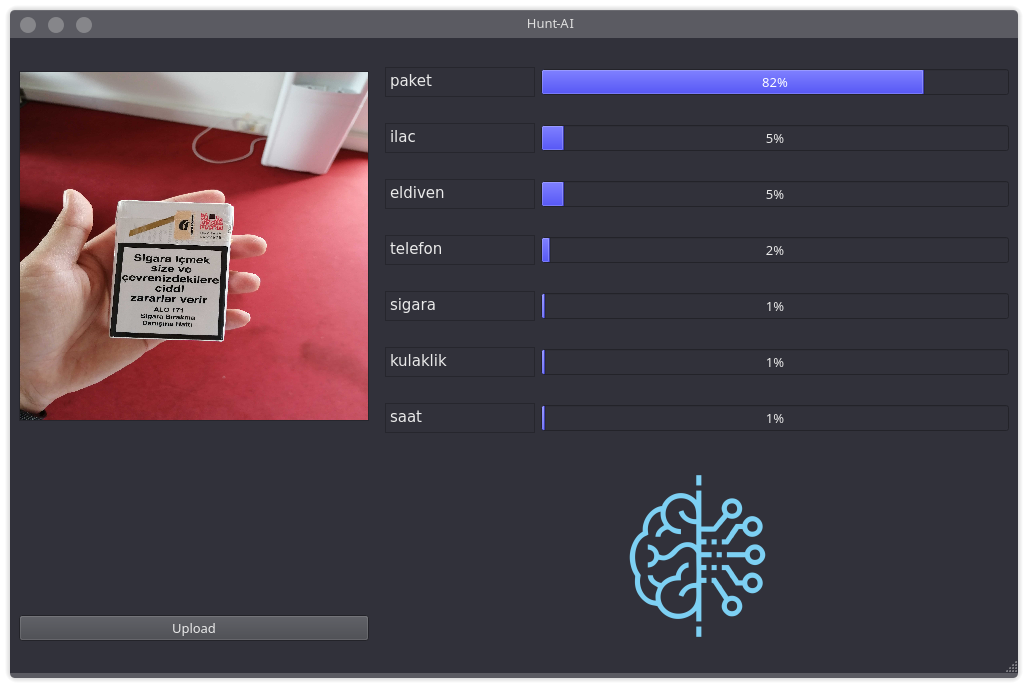 Hunt-AI
paket
82%
ilac
5%
eldiven
5%
telefon
2%
sigara
1%
kulaklik
1%
saat
1%
Sigara içmek
size ve
çevrenizdekilere
ciddi
zararlar verir
ALO 171
Sigara Bırakma
Danışma Hattı
Upload